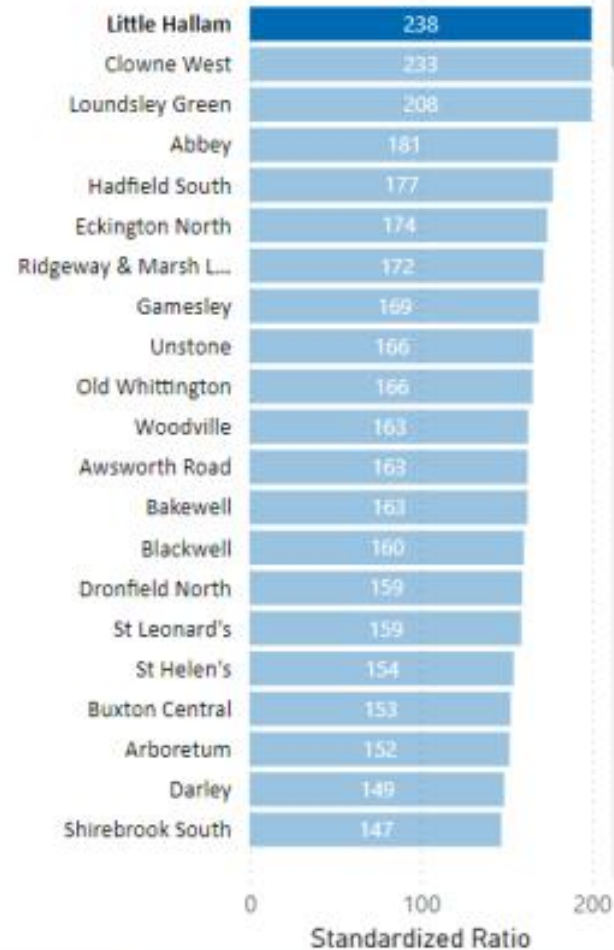 Little Hallam 238
Clowne West 233
Loundsley Green 208
Abbey 181
Hadfield South 177
Eckington North 174
Ridgeway & Marsh L... 172
Gamesley 169
Unstone 166
Old Whittington 166
Woodville 163
Awsworth Road 163
Bakewell 163
Blackwell 160
Dronfield North 159
St Leonard's 159
St Helen's 154
Buxton Central 153
Arboretum 152
Darley 149
Shirebrook South 147
0 100 200
Standardized Ratio